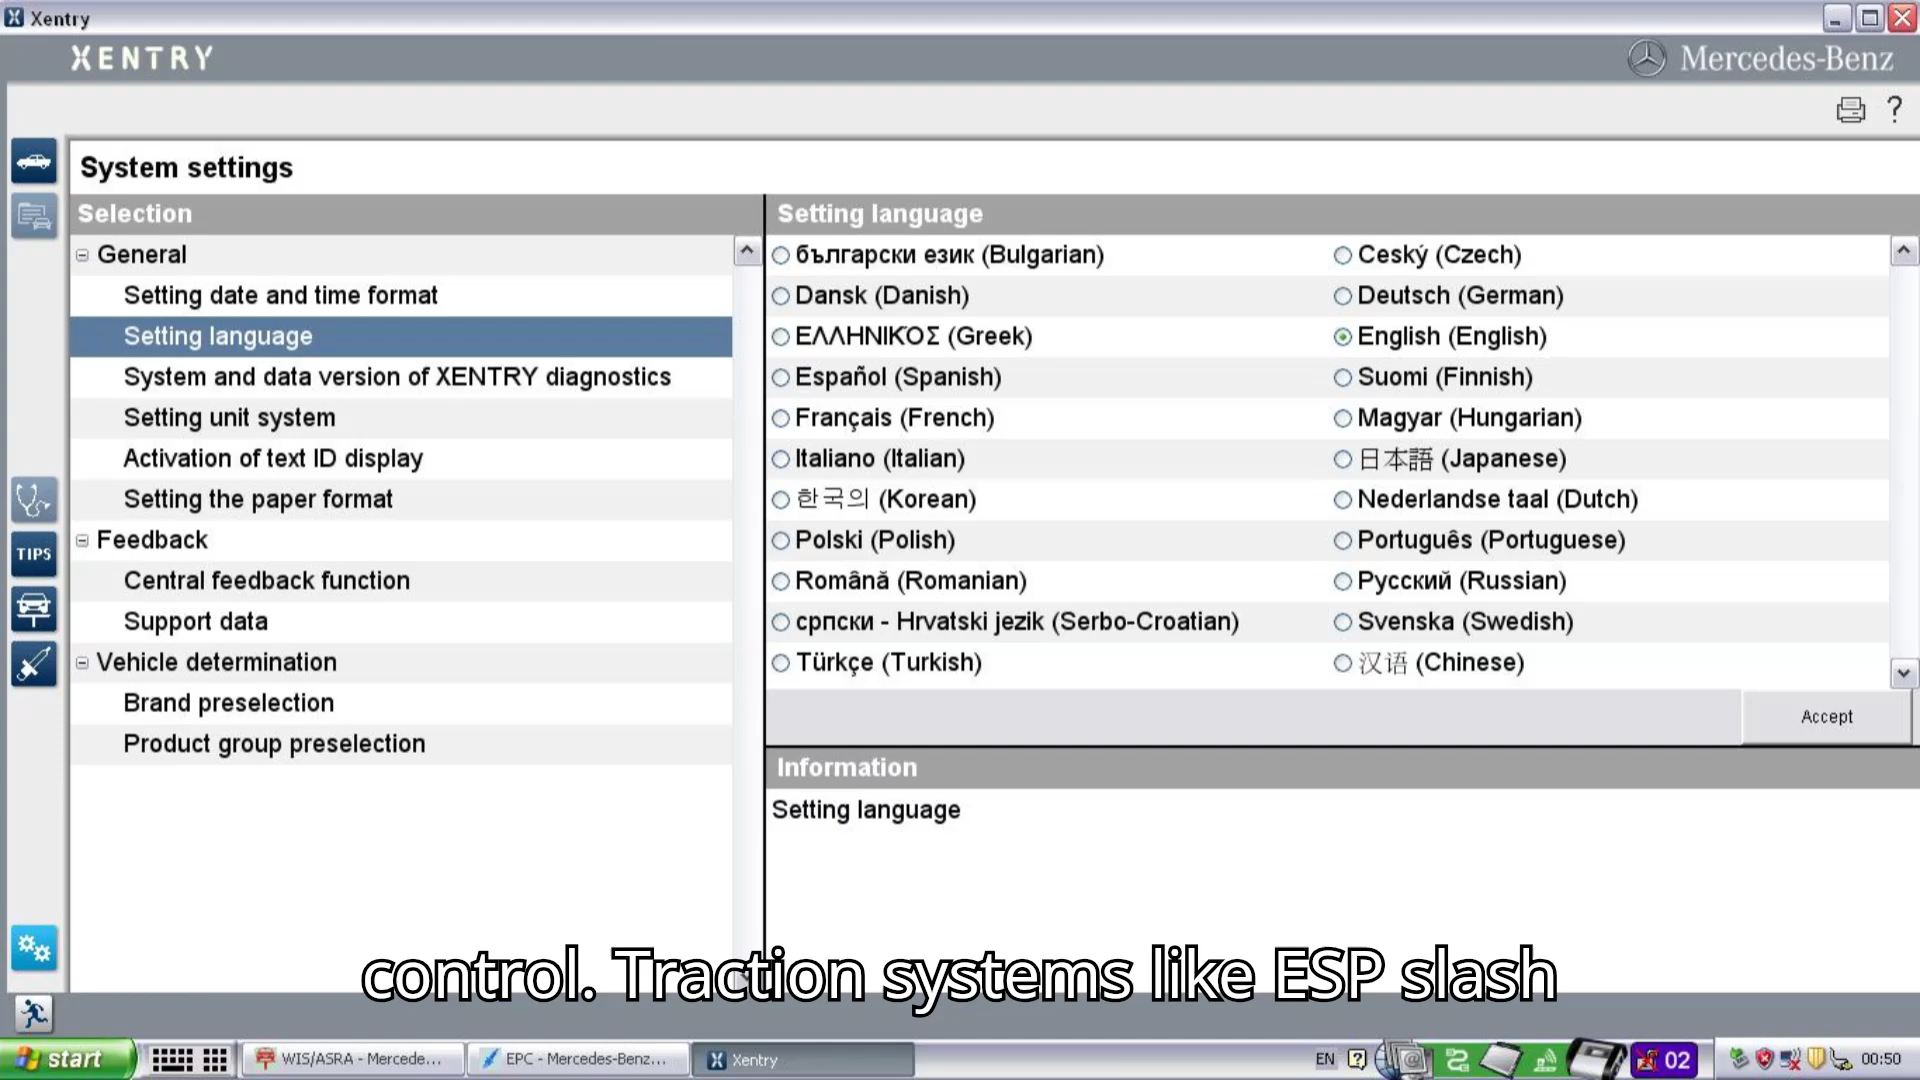 Xentry
XENTRY
Mercedes-Benz
?
System settings
Selection
General
Setting date and time format
Setting language
System and data version of XENTRY diagnostics
Setting unit system
Activation of text ID display
Setting the paper format
Feedback
Central feedback function
Support data
Vehicle determination
Brand preselection
Product group preselection
TIPS
Setting language
български език (Bulgarian)
Ceský (Czech)
Dansk (Danish)
Deutsch (German)
ΕΛΛΗΝΙΚΌΣ (Greek)
English (English)
Español (Spanish)
Suomi (Finnish)
Français (French)
Magyar (Hungarian)
Italiano (Italian)
日本語 (Japanese)
한국의 (Korean)
Nederlandse taal (Dutch)
Polski (Polish)
Português (Portuguese)
Română (Romanian)
Русский (Russian)
српски - Hrvatski jezik (Serbo-Croatian)
Svenska (Swedish)
Türkçe (Turkish)
汉语 (Chinese)
Accept
Information
Setting language
control. Traction systems like ESP slash
start
WIS/ASRA - Mercede...
EPC - Mercedes-Benz...
Xentry
EN
02
00:50